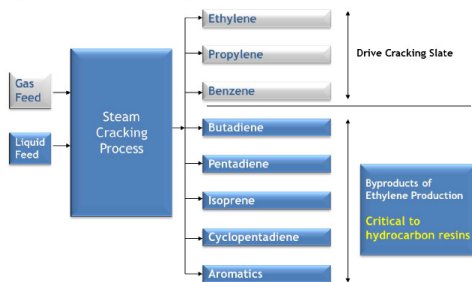 Ethylene
Propylene
Benzene
Drive Cracking Slate
Gas
Feed
Liquid
Feed
Steam
Cracking
Process
Butadiene
Pentadiene
Isoprene
Cyclopentadiene
Aromatics
Byproducts of
Ethylene Production
Critical to
hydrocarbon resins